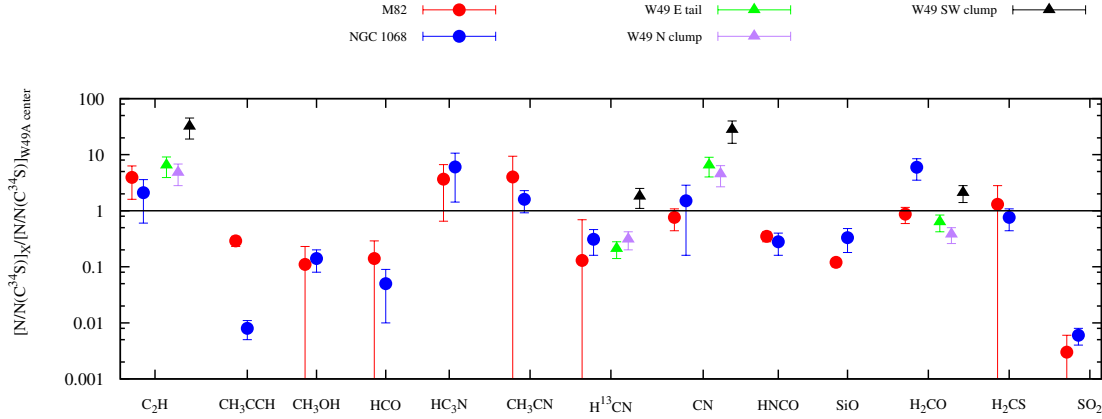 M82
NGC 1068
W49 E tail
W49 N clump
W49 SW clump
[N/N(C³⁴S)]X/[N/N(C³⁴S)]W49A center
100
10
1
0.1
0.01
0.001
C₂H CH₃CCH CH₃OH HCO HC₃N CH₃CN H¹³CN CN HNCO SiO H₂CO H₂CS SO₂